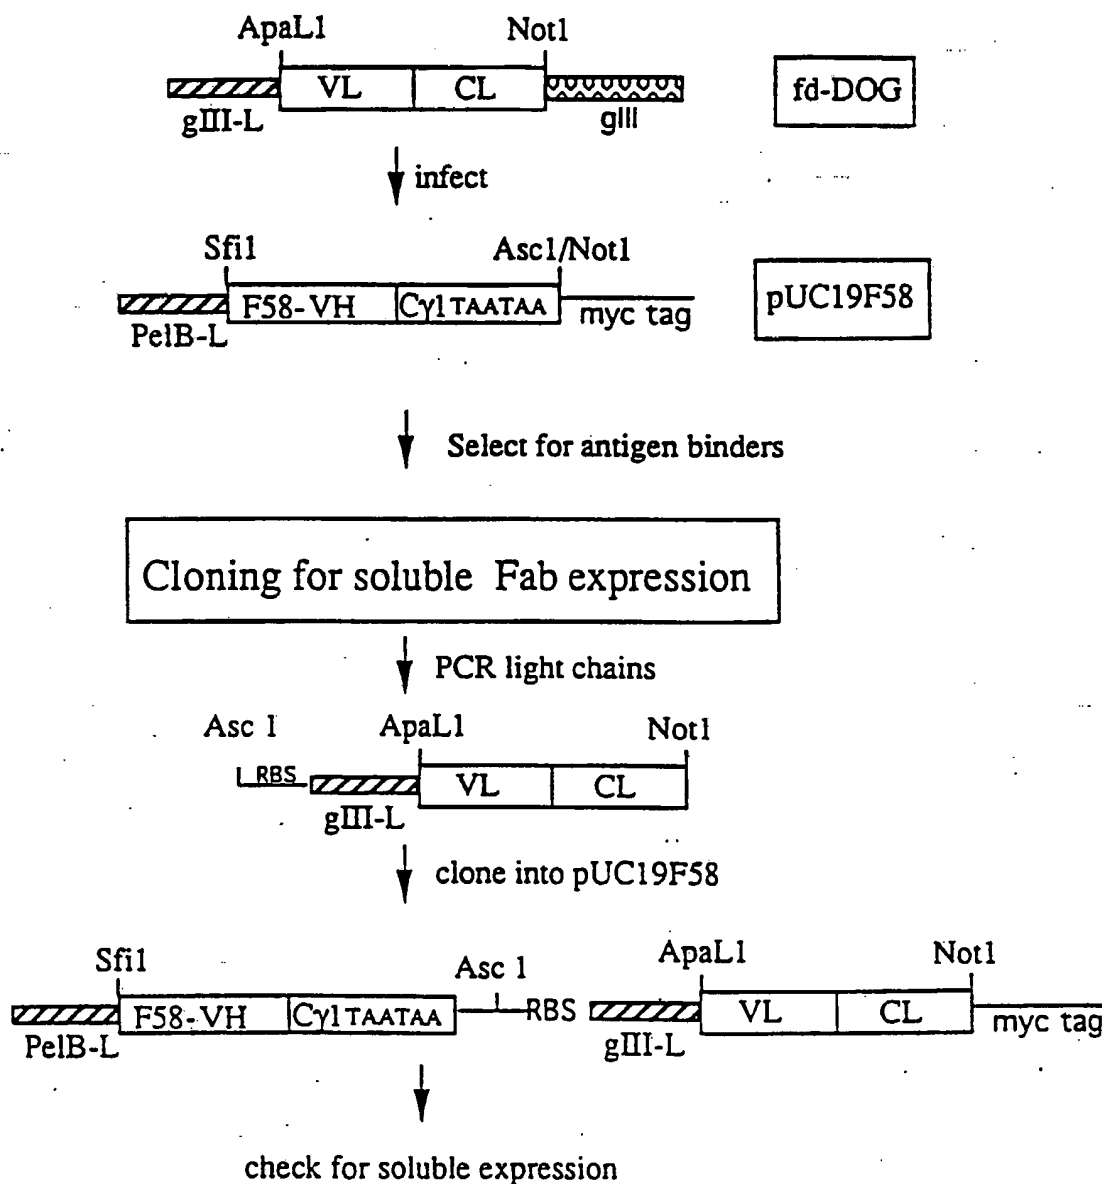 ApaL1 Not1
VL CL
gIII-L gIII
fd-DOG
infect
Sfi1 Asc1/Not1
F58-VH Cγ1 TAATAA
PelB-L myc tag
pUC19F58
Select for antigen binders
Cloning for soluble Fab expression
PCR light chains
Asc 1 ApaL1 Not1
RBS VL CL
gIII-L
clone into pUC19F58
Sfi1 Asc 1 ApaL1 Not1
F58-VH Cγ1 TAATAA RBS VL CL
PelB-L gIII-L myc tag
check for soluble expression